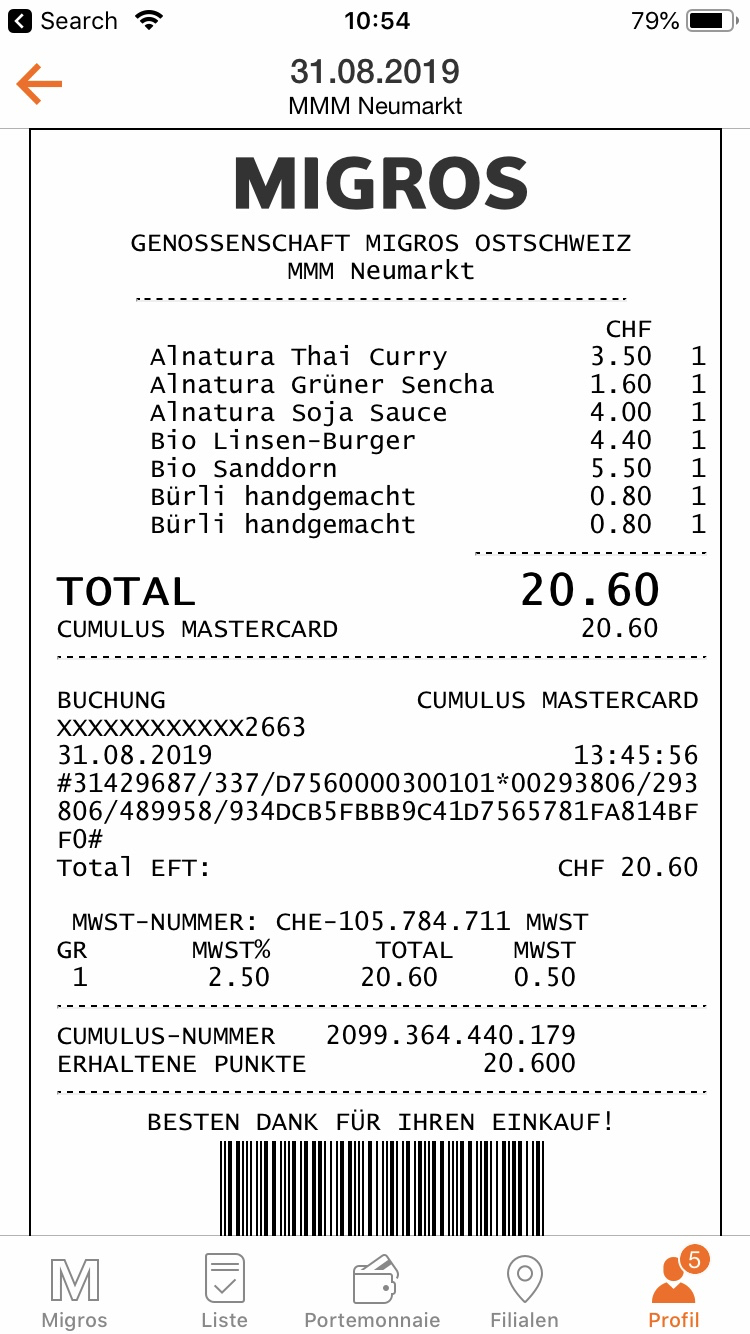 Search 10:54 79%
31.08.2019
MMM Neumarkt
MIGROS
GENOSSENSCHAFT MIGROS OSTSCHWEIZ
MMM Neumarkt
CHF
Alnatura Thai Curry 3.50 1
Alnatura Grüner Sencha 1.60 1
Alnatura Soja Sauce 4.00 1
Bio Linsen-Burger 4.40 1
Bio Sanddorn 5.50 1
Bürli handgemacht 0.80 1
Bürli handgemacht 0.80 1
TOTAL 20.60
CUMULUS MASTERCARD 20.60
BUCHUNG CUMULUS MASTERCARD
XXXXXXXXXXXX2663
31.08.2019 13:45:56
#31429687/337/D7560000300101*00293806/293
806/489958/934DCB5FBBB9C41D7565781FA814BF
F0#
Total EFT: CHF 20.60
MWST-NUMMER: CHE-105.784.711 MWST
GR MWST% TOTAL MWST
1 2.50 20.60 0.50
CUMULUS-NUMMER 2099.364.440.179
ERHALTENE PUNKTE 20.600
BESTEN DANK FÜR IHREN EINKAUF!
M 5
Migros Liste Portemonnaie Filialen Profil